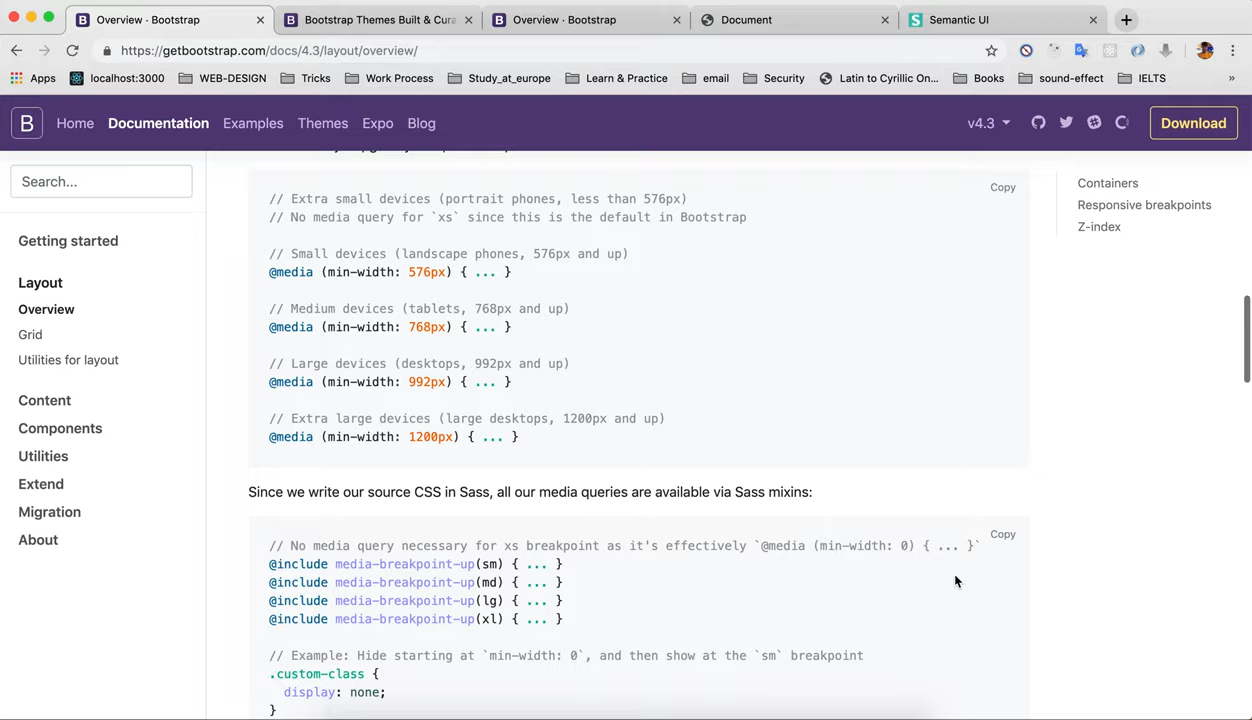 Overview · Bootstrap
Bootstrap Themes Built & Cura
Overview · Bootstrap
Document
Semantic UI
https://getbootstrap.com/docs/4.3/layout/overview/
Apps
localhost:3000
WEB-DESIGN
Tricks
Work Process
Study_at_europe
Learn & Practice
email
Security
Latin to Cyrillic On...
Books
sound-effect
IELTS
»
B
Home
Documentation
Examples
Themes
Expo
Blog
v4.3
Download
Search...
Getting started
Layout
Overview
Grid
Utilities for layout
Content
Components
Utilities
Extend
Migration
About
Copy
// Extra small devices (portrait phones, less than 576px)
// No media query for `xs` since this is the default in Bootstrap
// Small devices (landscape phones, 576px and up)
@media (min-width: 576px) { ... }
// Medium devices (tablets, 768px and up)
@media (min-width: 768px) { ... }
// Large devices (desktops, 992px and up)
@media (min-width: 992px) { ... }
// Extra large devices (large desktops, 1200px and up)
@media (min-width: 1200px) { ... }
Since we write our source CSS in Sass, all our media queries are available via Sass mixins:
Copy
// No media query necessary for xs breakpoint as it's effectively `@media (min-width: 0) { ... }`
@include media-breakpoint-up(sm) { ... }
@include media-breakpoint-up(md) { ... }
@include media-breakpoint-up(lg) { ... }
@include media-breakpoint-up(xl) { ... }
// Example: Hide starting at `min-width: 0`, and then show at the `sm` breakpoint
.custom-class {
display: none;
}
Containers
Responsive breakpoints
Z-index